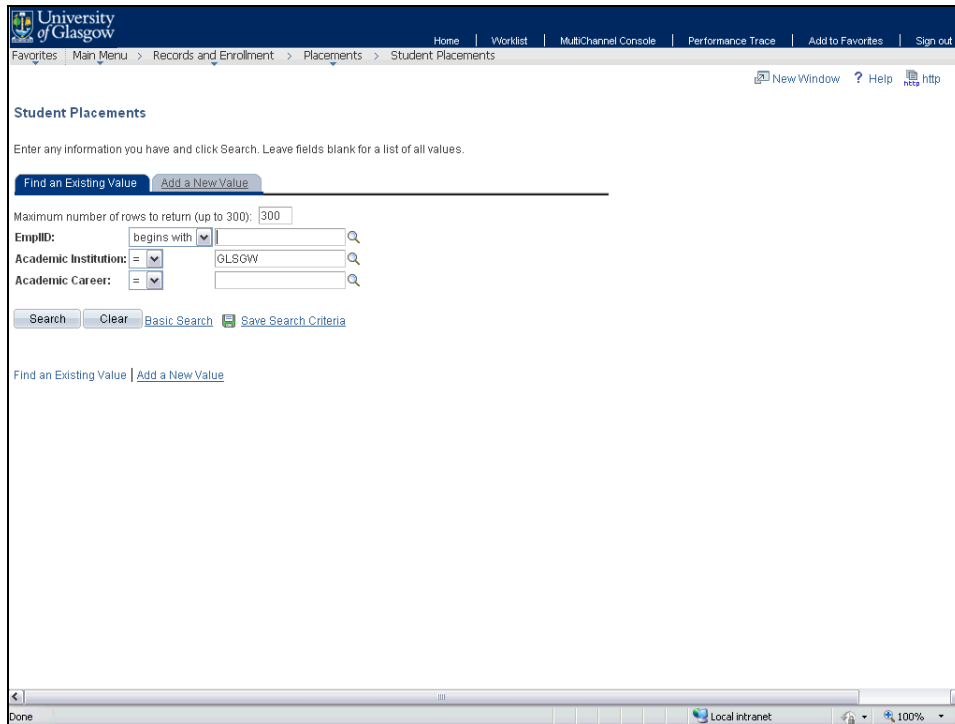 University
of Glasgow
Home | Worklist | MultiChannel Console | Performance Trace | Add to Favorites | Sign out
Favorites Main Menu > Records and Enrollment > Placements > Student Placements
New Window ? Help http http
Student Placements
Enter any information you have and click Search. Leave fields blank for a list of all values.
Find an Existing Value Add a New Value
Maximum number of rows to return (up to 300): 300
EmplID: begins with
Academic Institution: = GLSGW
Academic Career: =
Search Clear Basic Search Save Search Criteria
Find an Existing Value | Add a New Value
Done Local intranet 100%